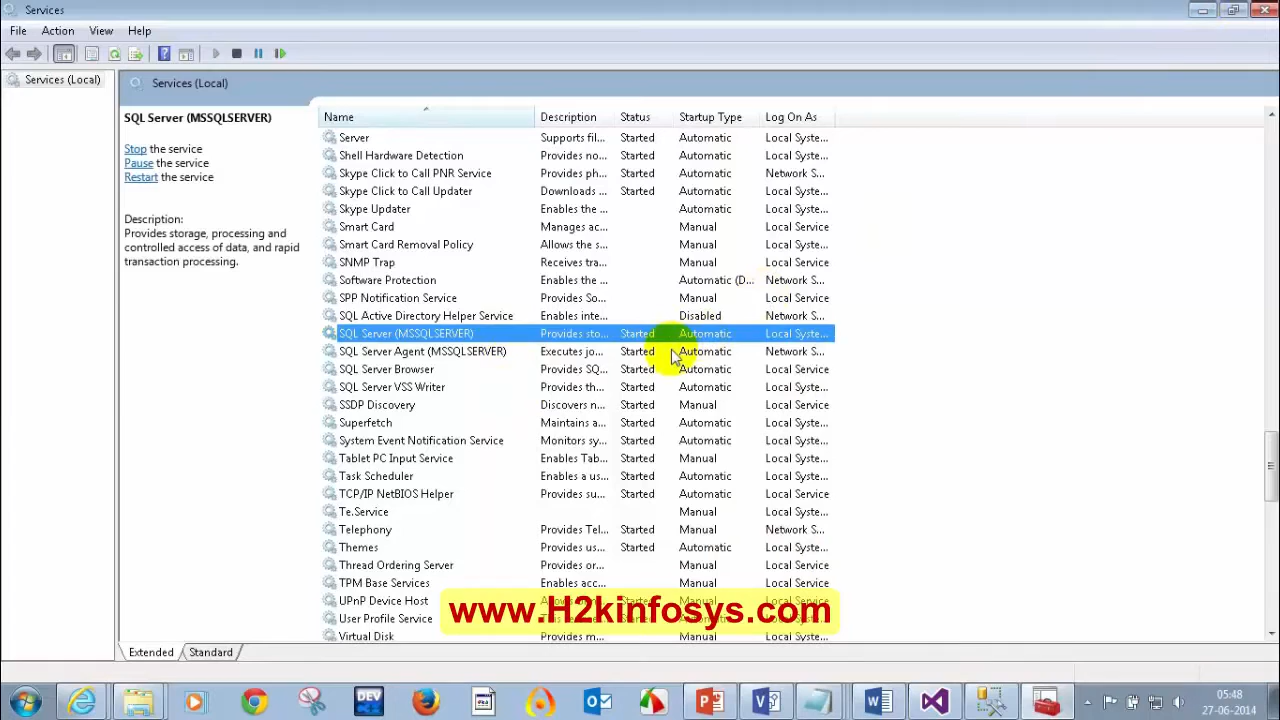 Services
File Action View Help
Services (Local)
Services (Local)
SQL Server (MSSQLSERVER)
Stop the service
Pause the service
Restart the service
Description:
Provides storage, processing and
controlled access of data, and rapid
transaction processing.
Name Description Status Startup Type Log On As
Server Supports fil... Started Automatic Local Syste...
Shell Hardware Detection Provides no... Started Automatic Local Syste...
Skype Click to Call PNR Service Provides ph... Started Automatic Network S...
Skype Click to Call Updater Downloads ... Started Automatic Local Syste...
Skype Updater Enables the ... Automatic Local Syste...
Smart Card Manages ac... Manual Local Service
Smart Card Removal Policy Allows the s... Manual Local Syste...
SNMP Trap Receives tra... Manual Local Service
Software Protection Enables the ... Automatic (D... Network S...
SPP Notification Service Provides So... Manual Local Service
SQL Active Directory Helper Service Enables inte... Disabled Network S...
SQL Server (MSSQLSERVER) Provides sto... Started Automatic Local Syste...
SQL Server Agent (MSSQLSERVER) Executes jo... Started Automatic Network S...
SQL Server Browser Provides SQ... Started Automatic Local Service
SQL Server VSS Writer Provides th... Started Automatic Local Syste...
SSDP Discovery Discovers n... Started Manual Local Service
Superfetch Maintains a... Started Automatic Local Syste...
System Event Notification Service Monitors sy... Started Automatic Local Syste...
Tablet PC Input Service Enables Tab... Started Manual Local Syste...
Task Scheduler Enables a us... Started Automatic Local Syste...
TCP/IP NetBIOS Helper Provides su... Started Automatic Local Service
Te.Service Manual Local Syste...
Telephony Provides Tel... Started Manual Network S...
Themes Provides us... Started Automatic Local Syste...
Thread Ordering Server Provides or... Manual Local Service
TPM Base Services Enables acc... Manual Local Service
UPnP Device Host Started Manual Local Service
User Profile Service Local Syste...
Virtual Disk Provides m... Manual Local Syste...
www.H2kinfosys.com
Extended Standard
DEV
05:48
27-06-2014